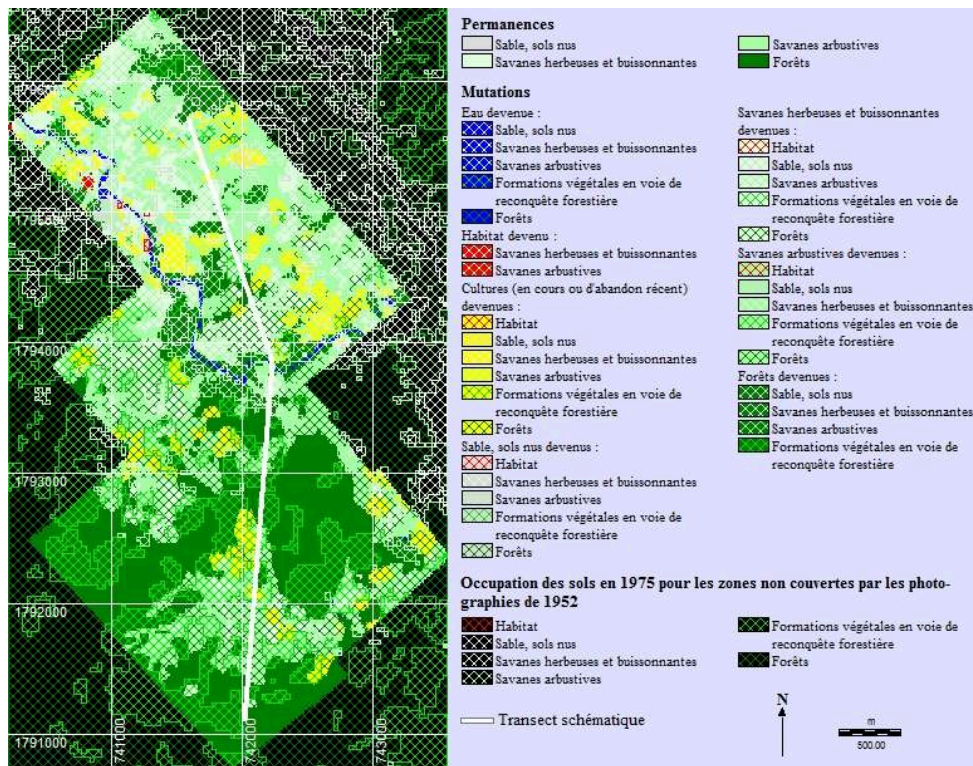 Permanences
Sable, sols nus
Savanes herbeuses et buissonnantes
Savanes arbustives
Forêts
Mutations
Eau devenue :
Sable, sols nus
Savanes herbeuses et buissonnantes
Savanes arbustives
Formations végétales en voie de
reconquête forestière
Forêts
Habitat devenu :
Savanes herbeuses et buissonnantes
Savanes arbustives
Cultures (en cours ou d'abandon récent)
devenues :
Habitat
Sable, sols nus
Savanes herbeuses et buissonnantes
Savanes arbustives
Formations végétales en voie de
reconquête forestière
Forêts
Sable, sols nus devenus :
Habitat
Savanes herbeuses et buissonnantes
Savanes arbustives
Formations végétales en voie de
reconquête forestière
Forêts
Savanes herbeuses et buissonnantes
devenues :
Habitat
Sable, sols nus
Savanes arbustives
Formations végétales en voie de
reconquête forestière
Forêts
Savanes arbustives devenues :
Habitat
Sable, sols nus
Savanes herbeuses et buissonnantes
Formations végétales en voie de
reconquête forestière
Forêts
Forêts devenues :
Sable, sols nus
Savanes herbeuses et buissonnantes
Savanes arbustives
Formations végétales en voie de
reconquête forestière
Occupation des sols en 1975 pour les zones non couvertes par les photo-
graphies de 1952
Habitat
Sable, sols nus
Savanes herbeuses et buissonnantes
Savanes arbustives
Formations végétales en voie de
reconquête forestière
Forêts
Transect schématique
N
m
500.00
1794000
1793000
1792000
1791000
741000
742000
743000